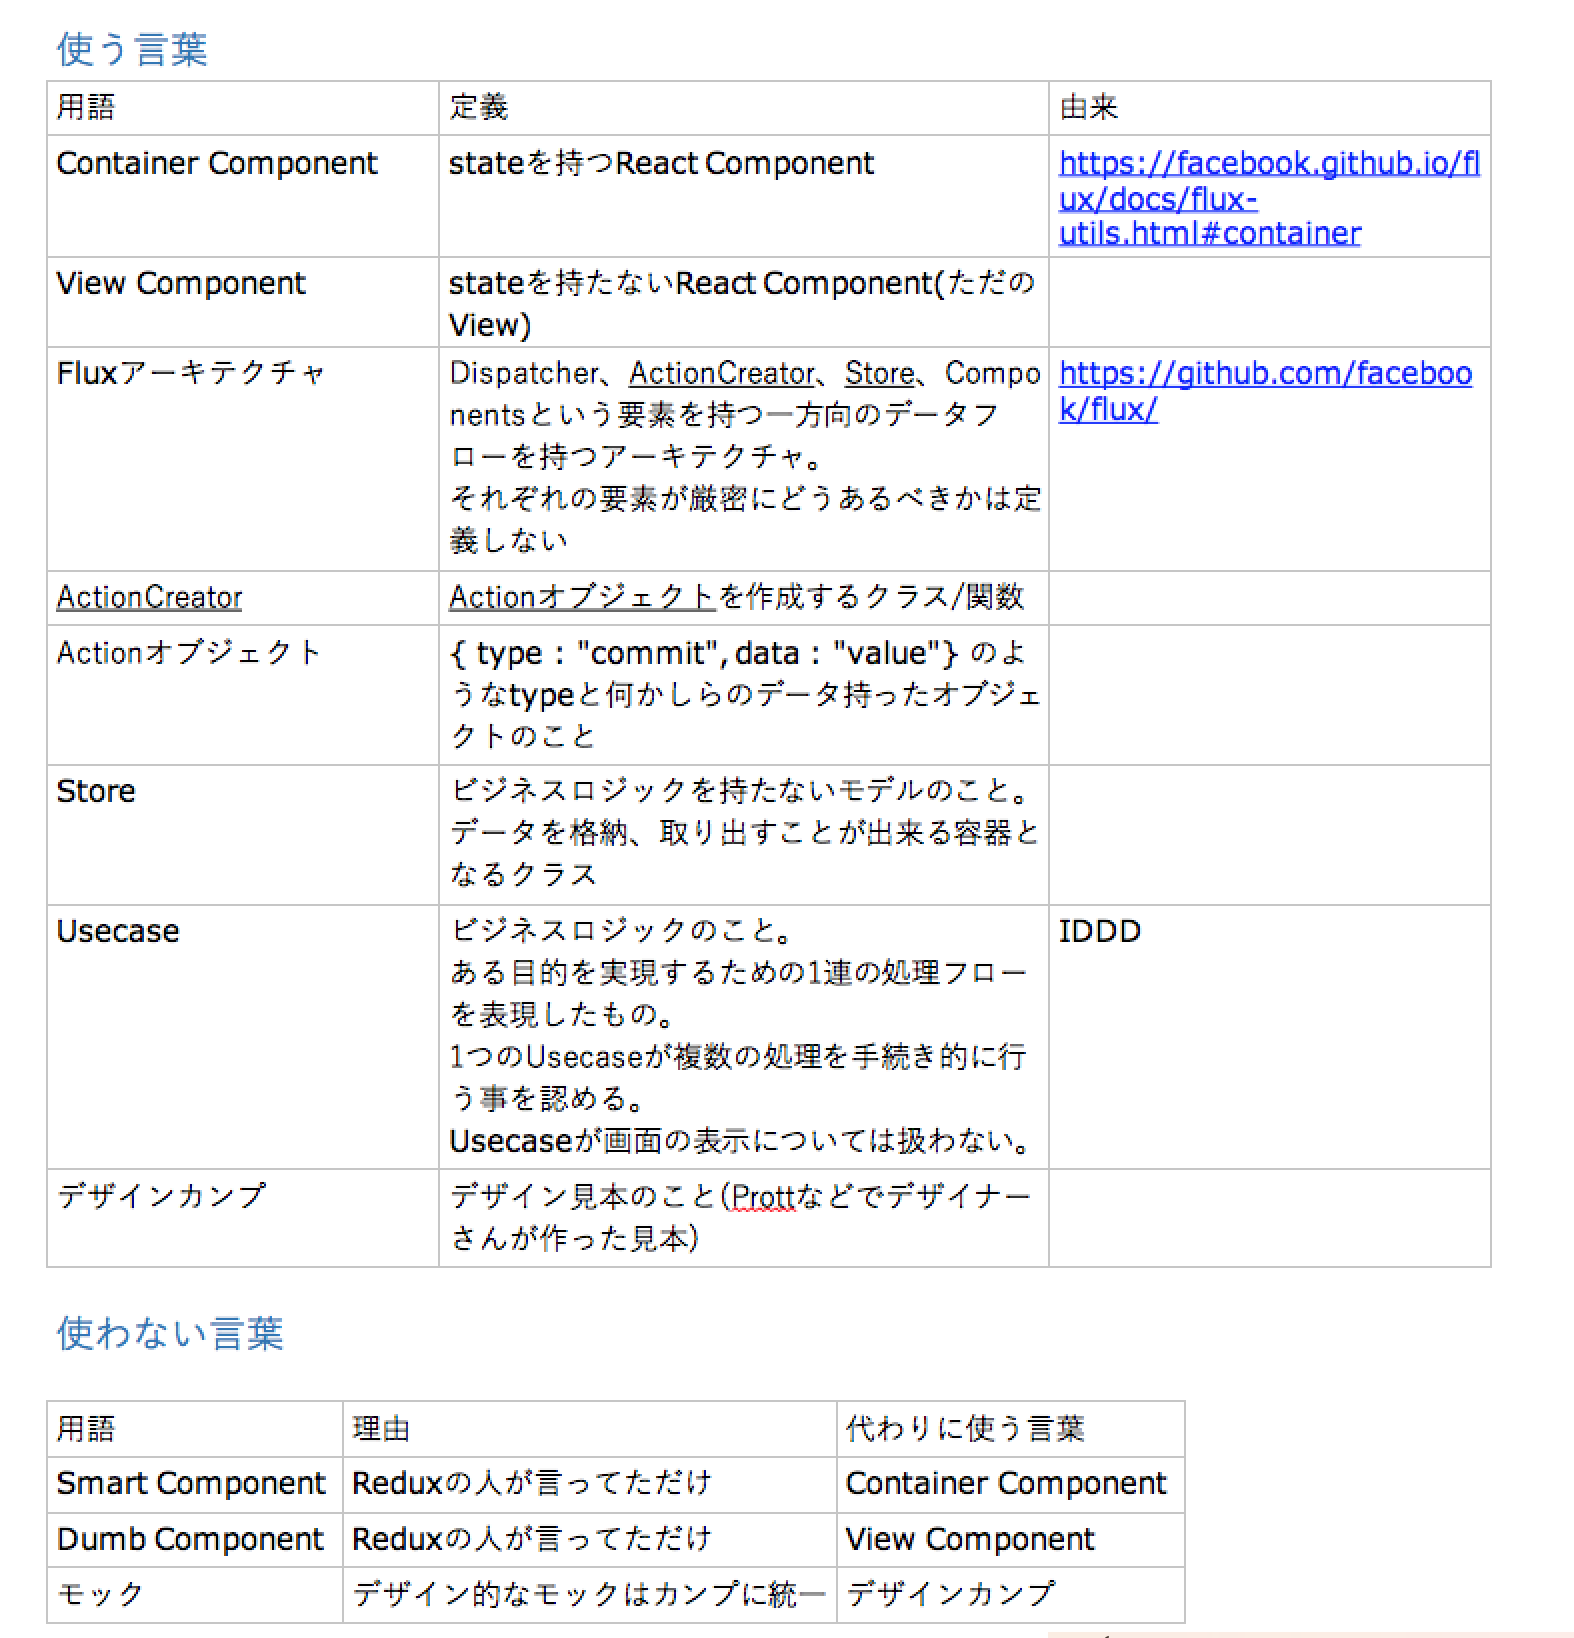 使う言葉
用語 定義 由来
Container Component stateを持つReact Component https://facebook.github.io/fl
ux/docs/flux-
utils.html#container
View Component stateを持たないReact Component(ただの
View)
Fluxアーキテクチャ Dispatcher、ActionCreator、Store、Compo https://github.com/faceboo
nentsという要素を持つ一方向のデータフ k/flux/
ローを持つアーキテクチャ。
それぞれの要素が厳密にどうあるべきかは定
義しない
ActionCreator Actionオブジェクトを作成するクラス/関数
Actionオブジェクト { type : "commit", data : "value"} のよ
うなtypeと何かしらのデータ持ったオブジェ
クトのこと
Store ビジネスロジックを持たないモデルのこと。
データを格納、取り出すことが出来る容器と
なるクラス
Usecase ビジネスロジックのこと。 IDDD
ある目的を実現するための1連の処理フロー
を表現したもの。
1つのUsecaseが複数の処理を手続き的に行
う事を認める。
Usecaseが画面の表示については扱わない。
デザインカンプ デザイン見本のこと(Prottなどでデザイナー
さんが作った見本)
使わない言葉
用語 理由 代わりに使う言葉
Smart Component Reduxの人が言ってただけ Container Component
Dumb Component Reduxの人が言ってただけ View Component
モック デザイン的なモックはカンプに統一 デザインカンプ